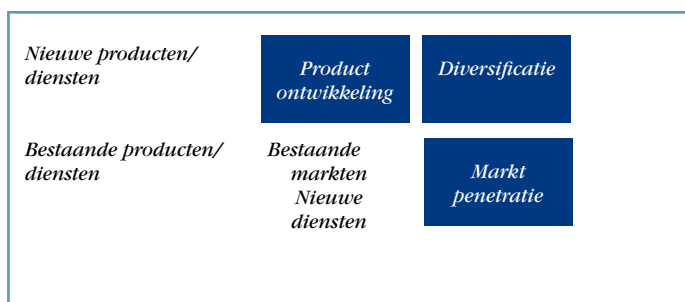 Nieuwe producten/
diensten
Product
ontwikkeling
Diversificatie
Bestaande producten/
diensten
Bestaande
markten
Nieuwe
diensten
Markt
penetratie